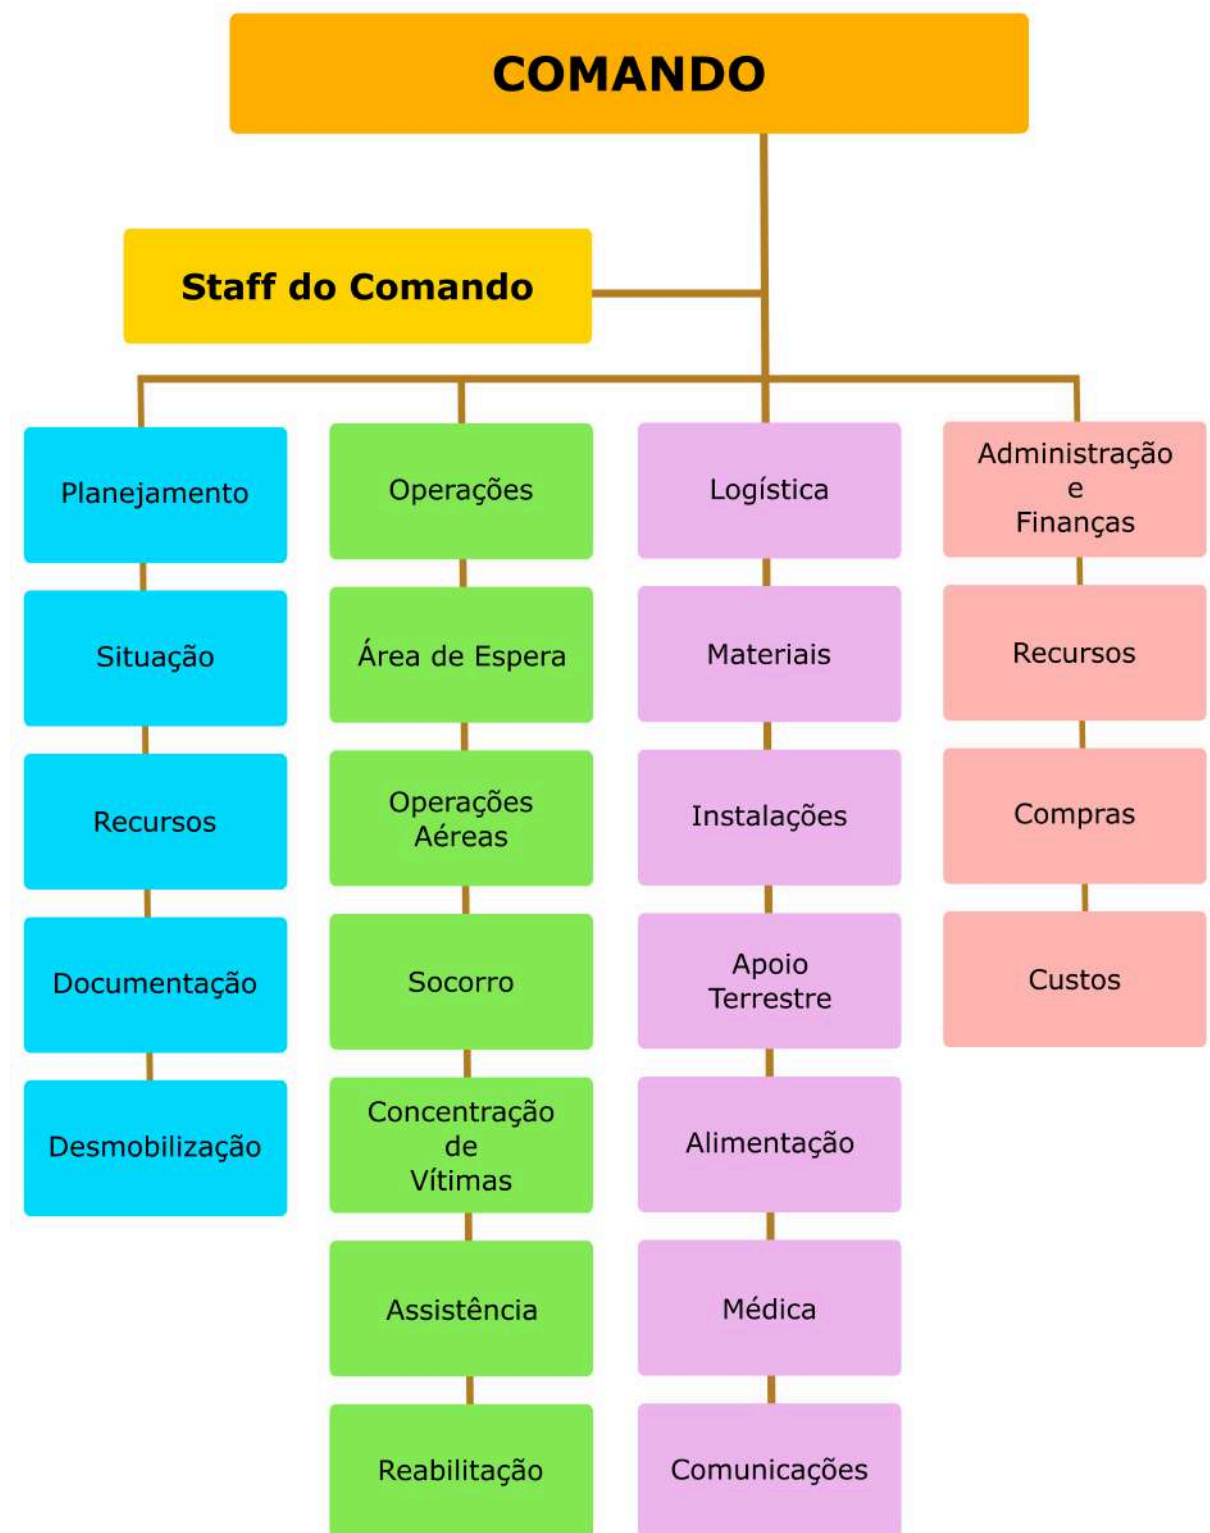 COMANDO
Staff do Comando
Planejamento
Situação
Recursos
Documentação
Desmobilização
Operações
Área de Espera
Operações
Aéreas
Socorro
Concentração
de
Vítimas
Assistência
Reabilitação
Logística
Materiais
Instalações
Apoio
Terrestre
Alimentação
Médica
Comunicações
Administração
e
Finanças
Recursos
Compras
Custos